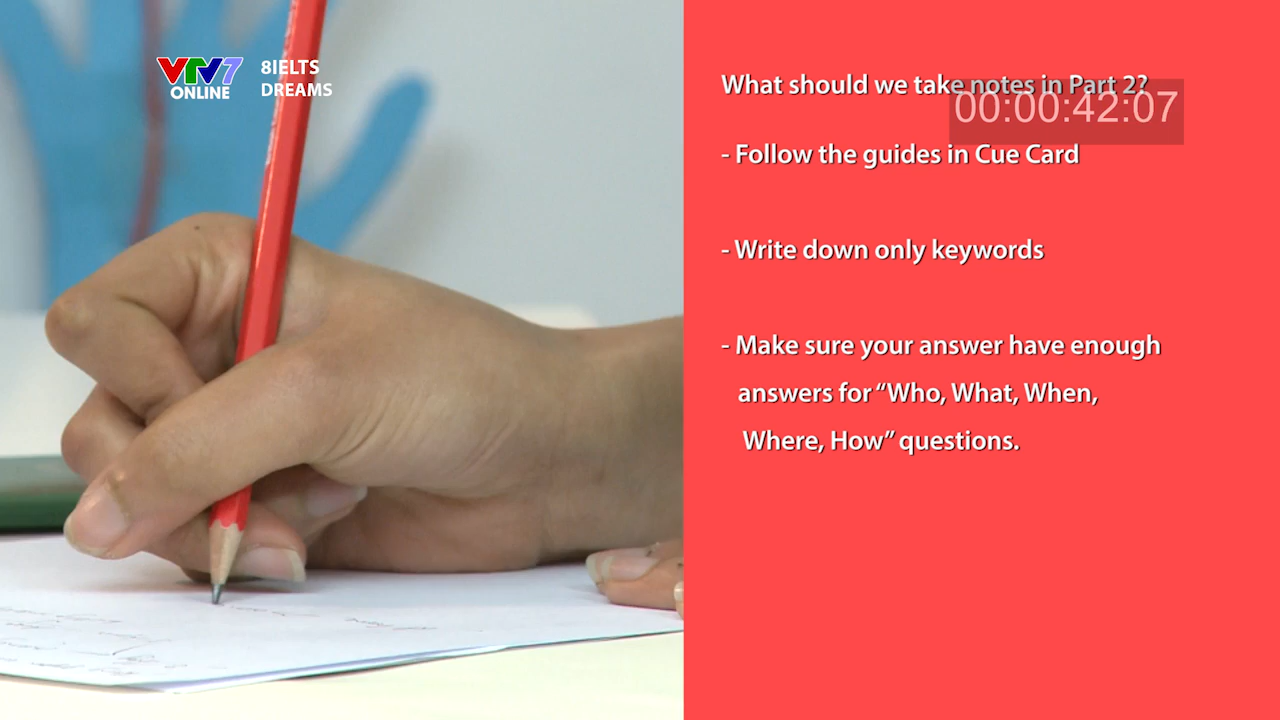 VTV7
ONLINE
8IELTS
DREAMS
What should we take notes in Part 2?
00:00:42:07
- Follow the guides in Cue Card
- Write down only keywords
- Make sure your answer have enough
answers for “Who, What, When,
Where, How” questions.